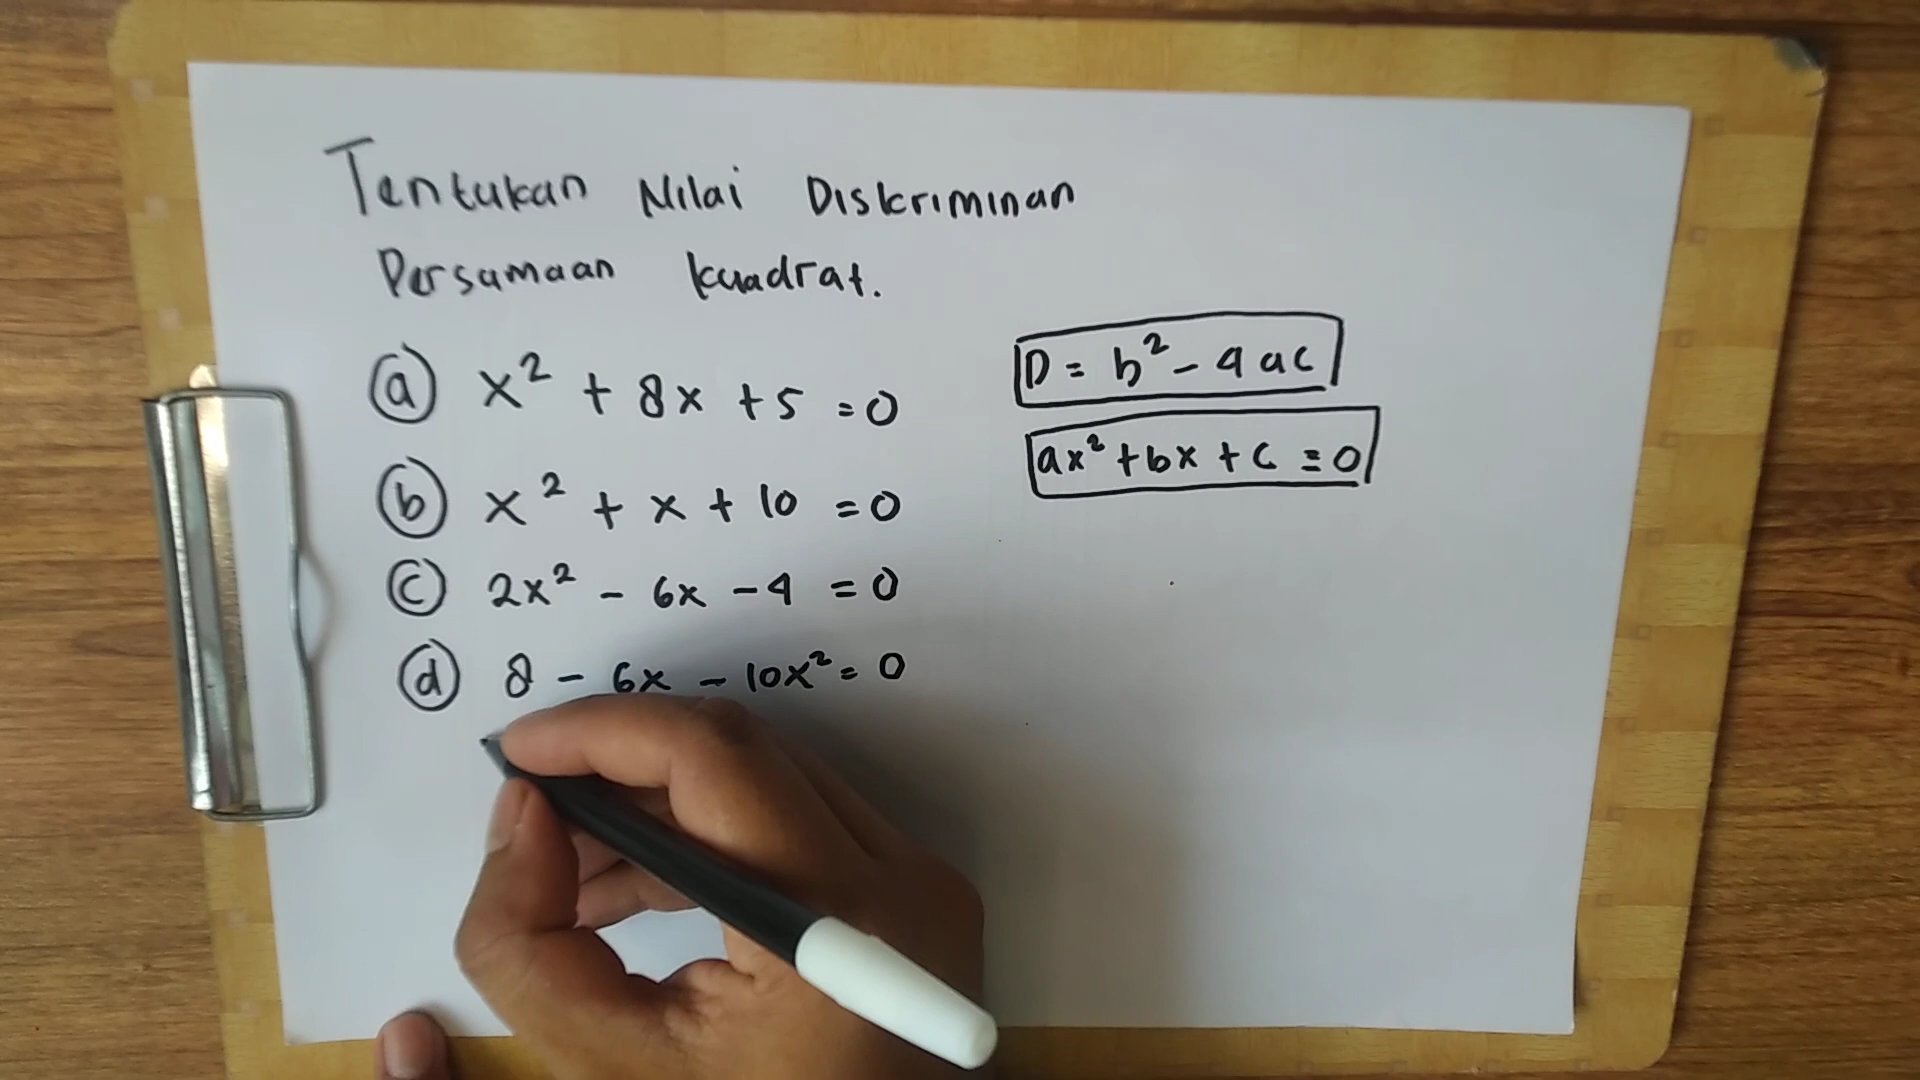 Tentukan Nilai Diskriminan
Persamaan kuadrat.
ⓐ x² + 8x + 5 = 0
D = b² - 4ac
ax² + bx + c = 0
ⓑ x² + x + 10 = 0
ⓒ 2x² - 6x - 4 = 0
ⓓ 8 - 6x - 10x² = 0